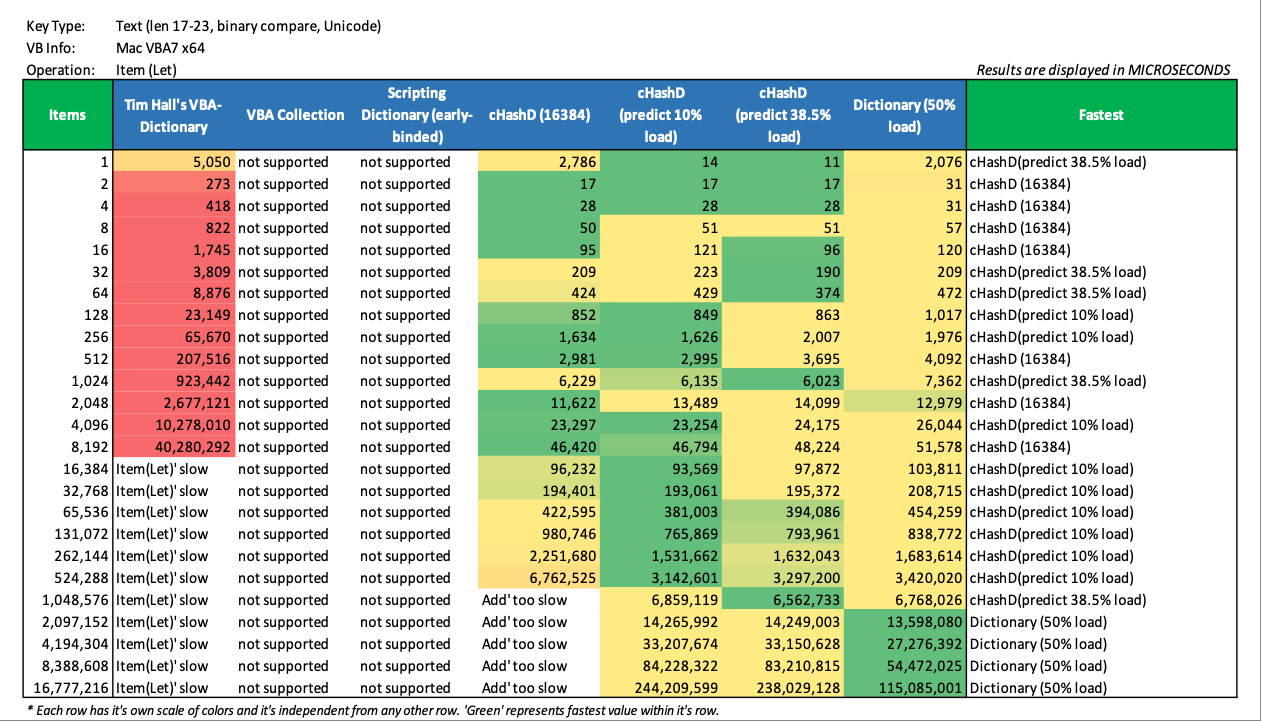 Key Type: Text (len 17-23, binary compare, Unicode)
VB Info: Mac VBA7 x64
Operation: Item (Let) Results are displayed in MICROSECONDS
Items Tim Hall's VBA-Dictionary VBA Collection Scripting Dictionary (early-binded) cHashD (16384) cHashD (predict 10% load) cHashD (predict 38.5% load) Dictionary (50% load) Fastest
1 5,050 not supported not supported 2,786 14 11 2,076 cHashD(predict 38.5% load)
2 273 not supported not supported 17 17 17 31 cHashD (16384)
4 418 not supported not supported 28 28 28 31 cHashD (16384)
8 822 not supported not supported 50 51 51 57 cHashD (16384)
16 1,745 not supported not supported 95 121 96 120 cHashD (16384)
32 3,809 not supported not supported 209 223 190 209 cHashD(predict 38.5% load)
64 8,876 not supported not supported 424 429 374 472 cHashD(predict 38.5% load)
128 23,149 not supported not supported 852 849 863 1,017 cHashD(predict 10% load)
256 65,670 not supported not supported 1,634 1,626 2,007 1,976 cHashD(predict 10% load)
512 207,516 not supported not supported 2,981 2,995 3,695 4,092 cHashD (16384)
1,024 923,442 not supported not supported 6,229 6,135 6,023 7,362 cHashD(predict 38.5% load)
2,048 2,677,121 not supported not supported 11,622 13,489 14,099 12,979 cHashD (16384)
4,096 10,278,010 not supported not supported 23,297 23,254 24,175 26,044 cHashD(predict 10% load)
8,192 40,280,292 not supported not supported 46,420 46,794 48,224 51,578 cHashD (16384)
16,384 Item(Let)' slow not supported not supported 96,232 93,569 97,872 103,811 cHashD(predict 10% load)
32,768 Item(Let)' slow not supported not supported 194,401 193,061 195,372 208,715 cHashD(predict 10% load)
65,536 Item(Let)' slow not supported not supported 422,595 381,003 394,086 454,259 cHashD(predict 10% load)
131,072 Item(Let)' slow not supported not supported 980,746 765,869 793,961 838,772 cHashD(predict 10% load)
262,144 Item(Let)' slow not supported not supported 2,251,680 1,531,662 1,632,043 1,683,614 cHashD(predict 10% load)
524,288 Item(Let)' slow not supported not supported 6,762,525 3,142,601 3,297,200 3,420,020 cHashD(predict 10% load)
1,048,576 Item(Let)' slow not supported not supported Add' too slow 6,859,119 6,562,733 6,768,026 cHashD(predict 38.5% load)
2,097,152 Item(Let)' slow not supported not supported Add' too slow 14,265,992 14,249,003 13,598,080 Dictionary (50% load)
4,194,304 Item(Let)' slow not supported not supported Add' too slow 33,207,674 33,150,628 27,276,392 Dictionary (50% load)
8,388,608 Item(Let)' slow not supported not supported Add' too slow 84,228,322 83,210,815 54,472,025 Dictionary (50% load)
16,777,216 Item(Let)' slow not supported not supported Add' too slow 244,209,599 238,029,128 115,085,001 Dictionary (50% load)
* Each row has it's own scale of colors and it's independent from any other row. 'Green' represents fastest value within it's row.